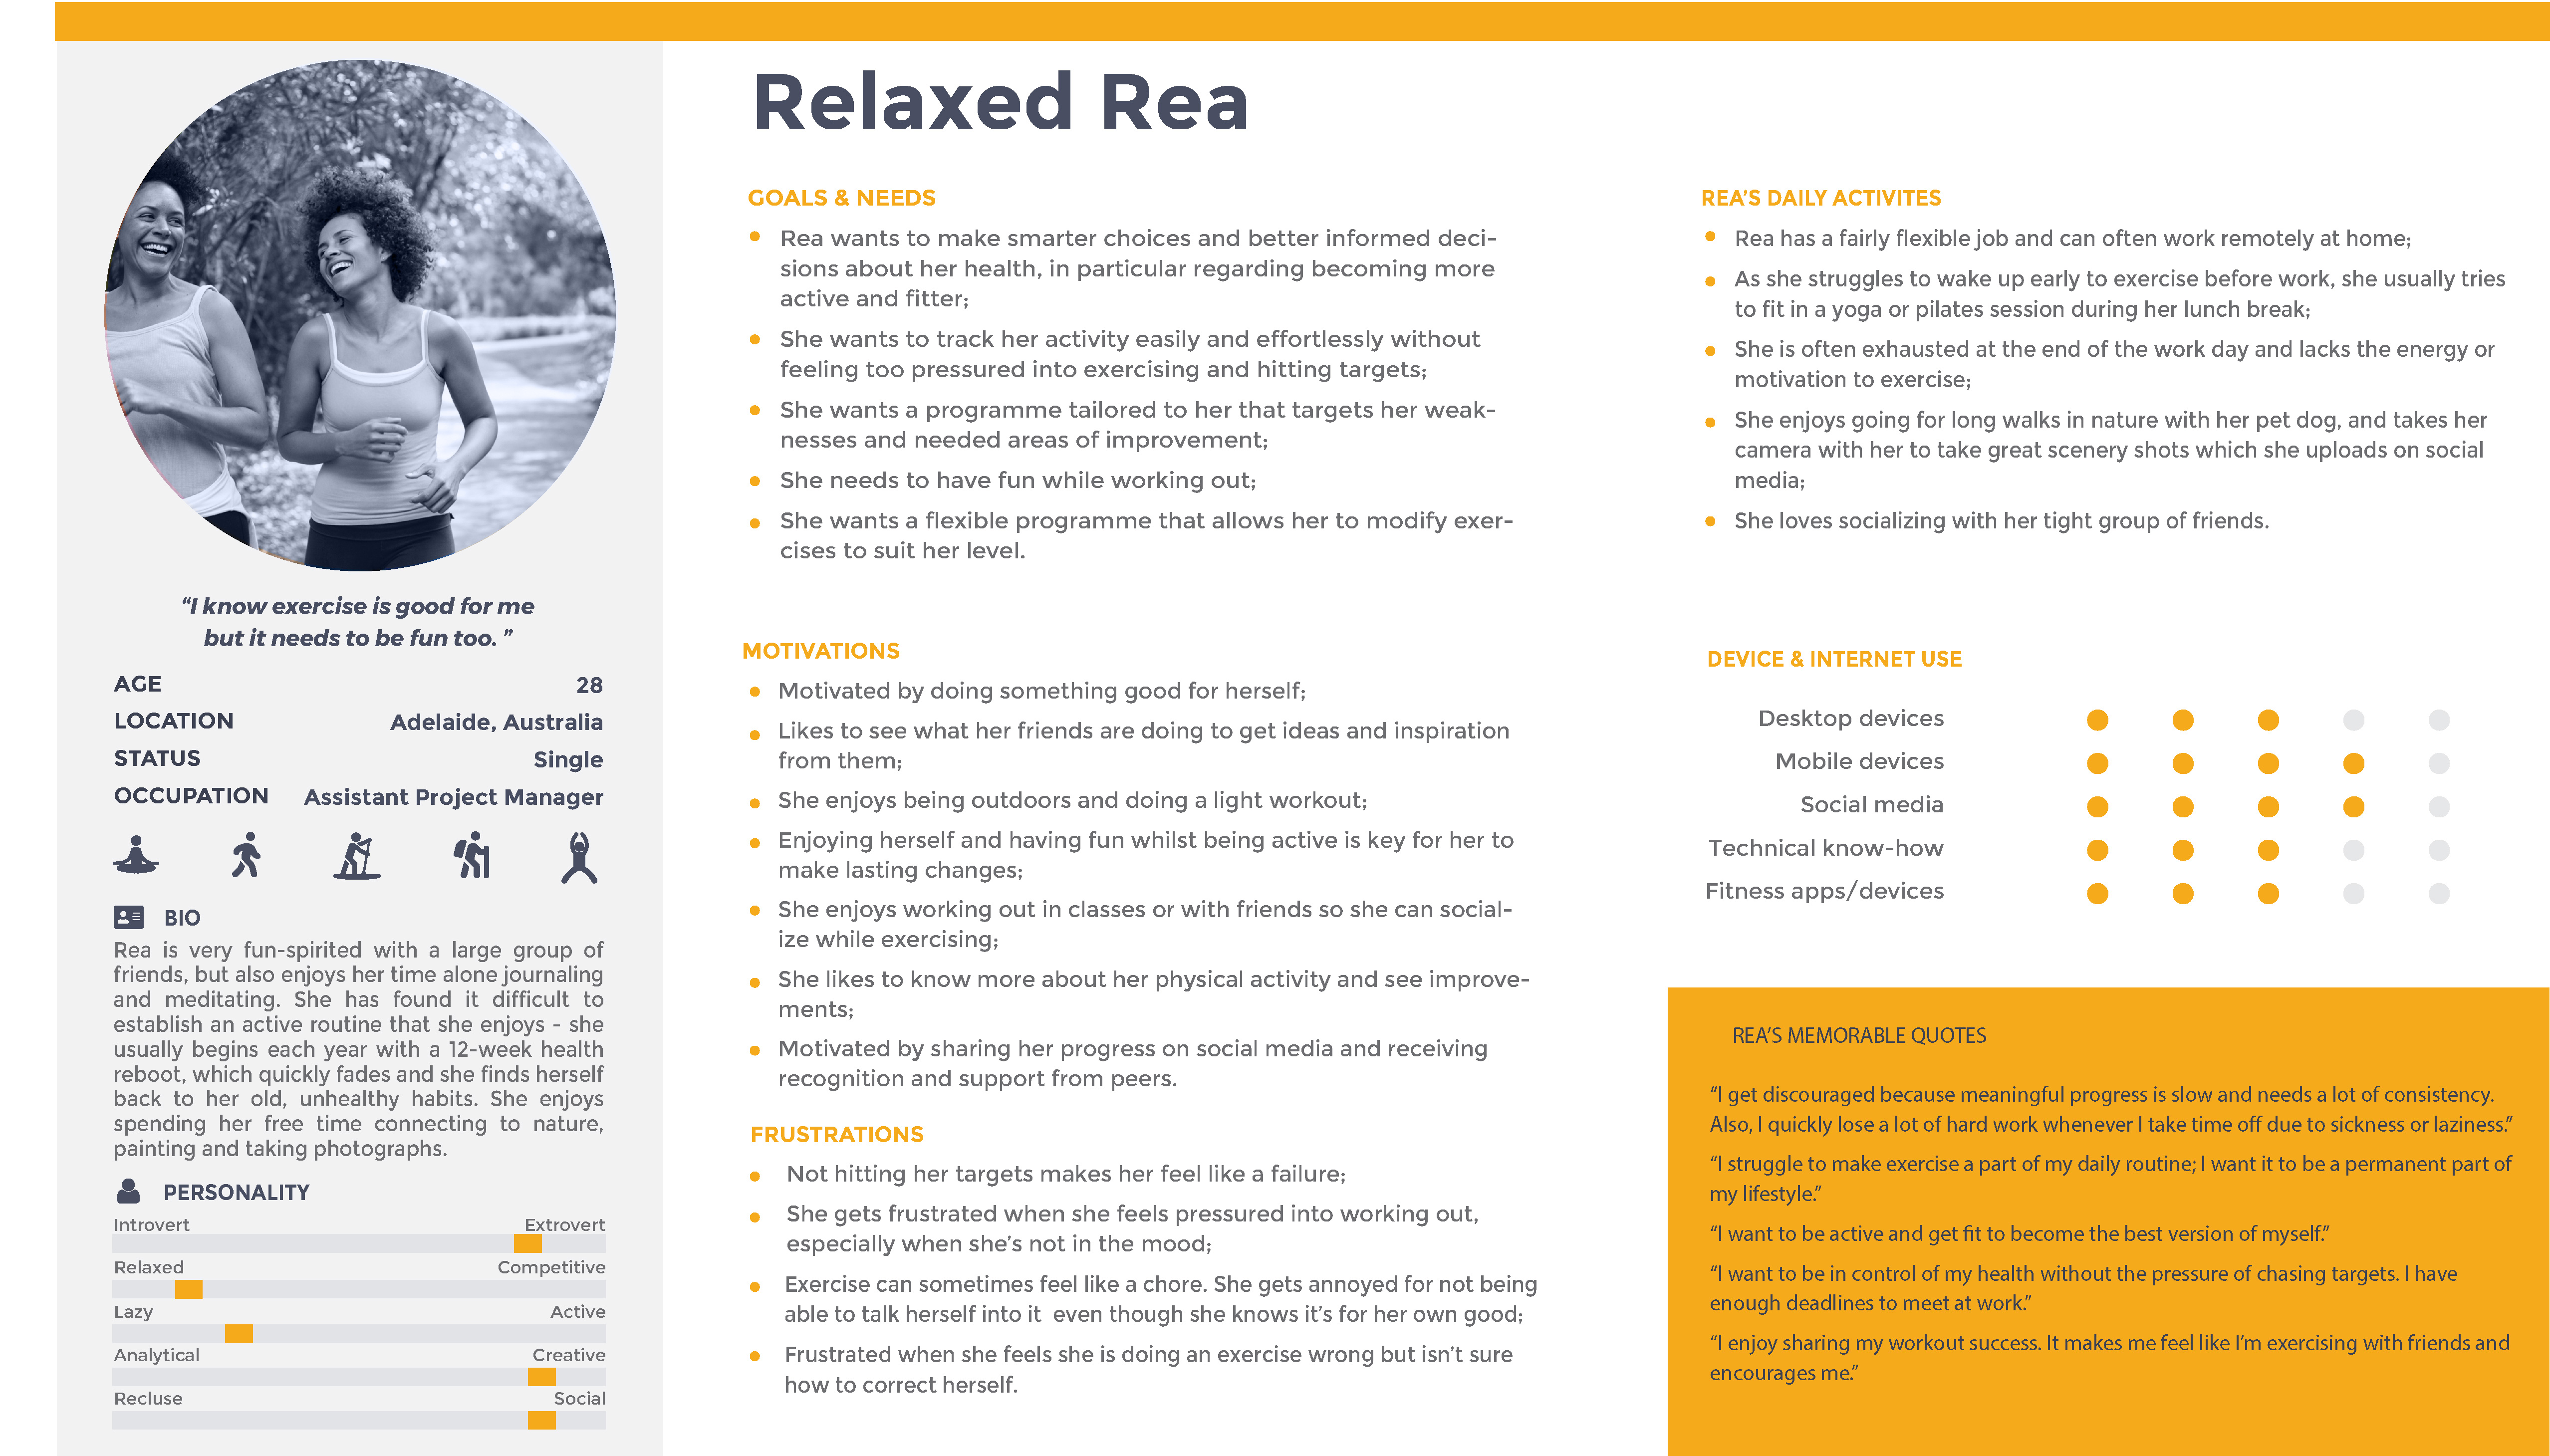 Relaxed Rea
“I know exercise is good for me
but it needs to be fun too. ”
AGE 28
LOCATION Adelaide, Australia
STATUS Single
OCCUPATION Assistant Project Manager
BIO
Rea is very fun-spirited with a large group of
friends, but also enjoys her time alone journaling
and meditating. She has found it difficult to
establish an active routine that she enjoys - she
usually begins each year with a 12-week health
reboot, which quickly fades and she finds herself
back to her old, unhealthy habits. She enjoys
spending her free time connecting to nature,
painting and taking photographs.
PERSONALITY
Introvert Extrovert
Relaxed Competitive
Lazy Active
Analytical Creative
Recluse Social
GOALS & NEEDS
Rea wants to make smarter choices and better informed deci-
sions about her health, in particular regarding becoming more
active and fitter;
She wants to track her activity easily and effortlessly without
feeling too pressured into exercising and hitting targets;
She wants a programme tailored to her that targets her weak-
nesses and needed areas of improvement;
She needs to have fun while working out;
She wants a flexible programme that allows her to modify exer-
cises to suit her level.
MOTIVATIONS
Motivated by doing something good for herself;
Likes to see what her friends are doing to get ideas and inspiration
from them;
She enjoys being outdoors and doing a light workout;
Enjoying herself and having fun whilst being active is key for her to
make lasting changes;
She enjoys working out in classes or with friends so she can social-
ize while exercising;
She likes to know more about her physical activity and see improve-
ments;
Motivated by sharing her progress on social media and receiving
recognition and support from peers.
FRUSTRATIONS
Not hitting her targets makes her feel like a failure;
She gets frustrated when she feels pressured into working out,
especially when she’s not in the mood;
Exercise can sometimes feel like a chore. She gets annoyed for not being
able to talk herself into it even though she knows it’s for her own good;
Frustrated when she feels she is doing an exercise wrong but isn’t sure
how to correct herself.
REA’S DAILY ACTIVITES
Rea has a fairly flexible job and can often work remotely at home;
As she struggles to wake up early to exercise before work, she usually tries
to fit in a yoga or pilates session during her lunch break;
She is often exhausted at the end of the work day and lacks the energy or
motivation to exercise;
She enjoys going for long walks in nature with her pet dog, and takes her
camera with her to take great scenery shots which she uploads on social
media;
She loves socializing with her tight group of friends.
DEVICE & INTERNET USE
Desktop devices
Mobile devices
Social media
Technical know-how
Fitness apps/devices
REA’S MEMORABLE QUOTES
“I get discouraged because meaningful progress is slow and needs a lot of consistency.
Also, I quickly lose a lot of hard work whenever I take time off due to sickness or laziness.”
“I struggle to make exercise a part of my daily routine; I want it to be a permanent part of
my lifestyle.”
“I want to be active and get fit to become the best version of myself.”
“I want to be in control of my health without the pressure of chasing targets. I have
enough deadlines to meet at work.”
“I enjoy sharing my workout success. It makes me feel like I’m exercising with friends and
encourages me.”